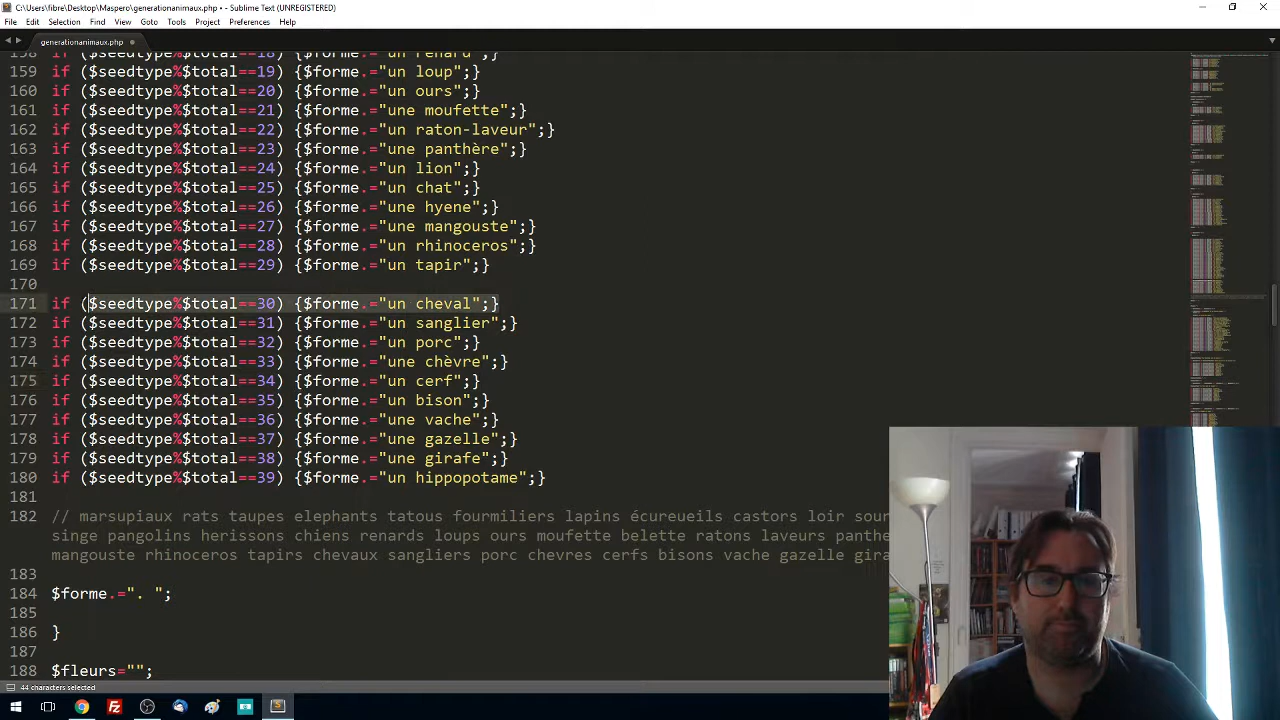 C:\Users\fibre\Desktop\Maspero\generationanimaux.php • - Sublime Text (UNREGISTERED)
File Edit Selection Find View Goto Tools Project Preferences Help
generationanimaux.php
158 if ($seedtype%$total==18) {$forme.="un renard";}
159 if ($seedtype%$total==19) {$forme.="un loup";}
160 if ($seedtype%$total==20) {$forme.="un ours";}
161 if ($seedtype%$total==21) {$forme.="une moufette";}
162 if ($seedtype%$total==22) {$forme.="un raton-laveur";}
163 if ($seedtype%$total==23) {$forme.="une panthère";}
164 if ($seedtype%$total==24) {$forme.="un lion";}
165 if ($seedtype%$total==25) {$forme.="un chat";}
166 if ($seedtype%$total==26) {$forme.="une hyene";}
167 if ($seedtype%$total==27) {$forme.="une mangouste";}
168 if ($seedtype%$total==28) {$forme.="un rhinoceros";}
169 if ($seedtype%$total==29) {$forme.="un tapir";}
170
171 if ($seedtype%$total==30) {$forme.="un cheval";}
172 if ($seedtype%$total==31) {$forme.="un sanglier";}
173 if ($seedtype%$total==32) {$forme.="un porc";}
174 if ($seedtype%$total==33) {$forme.="une chèvre";}
175 if ($seedtype%$total==34) {$forme.="un cerf";}
176 if ($seedtype%$total==35) {$forme.="un bison";}
177 if ($seedtype%$total==36) {$forme.="une vache";}
178 if ($seedtype%$total==37) {$forme.="une gazelle";}
179 if ($seedtype%$total==38) {$forme.="une girafe";}
180 if ($seedtype%$total==39) {$forme.="un hippopotame";}
181
182 // marsupiaux rats taupes elephants tatous fourmiliers lapins écureueils castors loir sour
singe pangolins herissons chiens renards loups ours moufette belette ratons laveurs panthe
mangouste rhinoceros tapirs chevaux sangliers porc chevres cerfs bisons vache gazelle gira
183
184 $forme.=". ";
185
186 }
187
188 $fleurs="";
44 characters selected